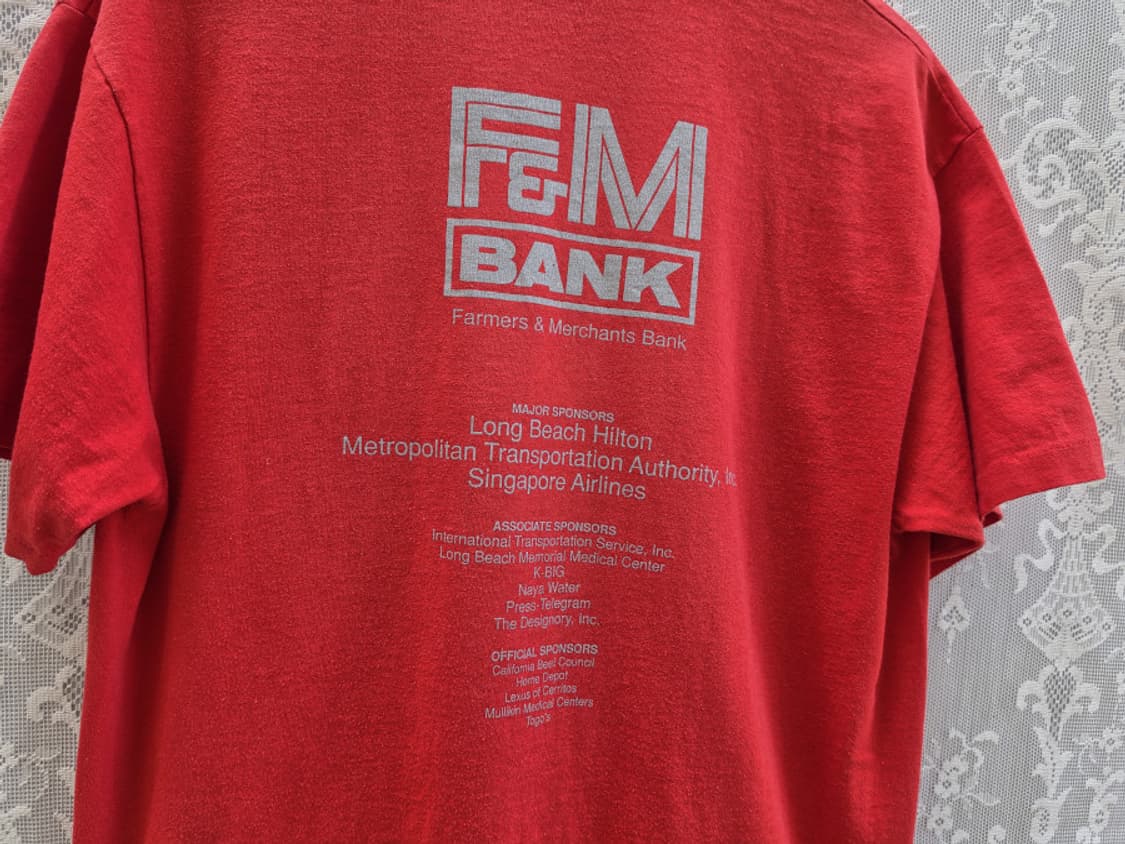 F&M
BANK
Farmers & Merchants Bank
MAJOR SPONSORS
Long Beach Hilton
Metropolitan Transportation Authority, Inc.
Singapore Airlines
ASSOCIATE SPONSORS
International Transportation Service, Inc.
Long Beach Memorial Medical Center
K-BIG
Naya Water
Press-Telegram
The Designory, Inc.
OFFICIAL SPONSORS
California Beef Council
Home Depot
Lexus of Cerritos
Mullikin Medical Centers
Togo's